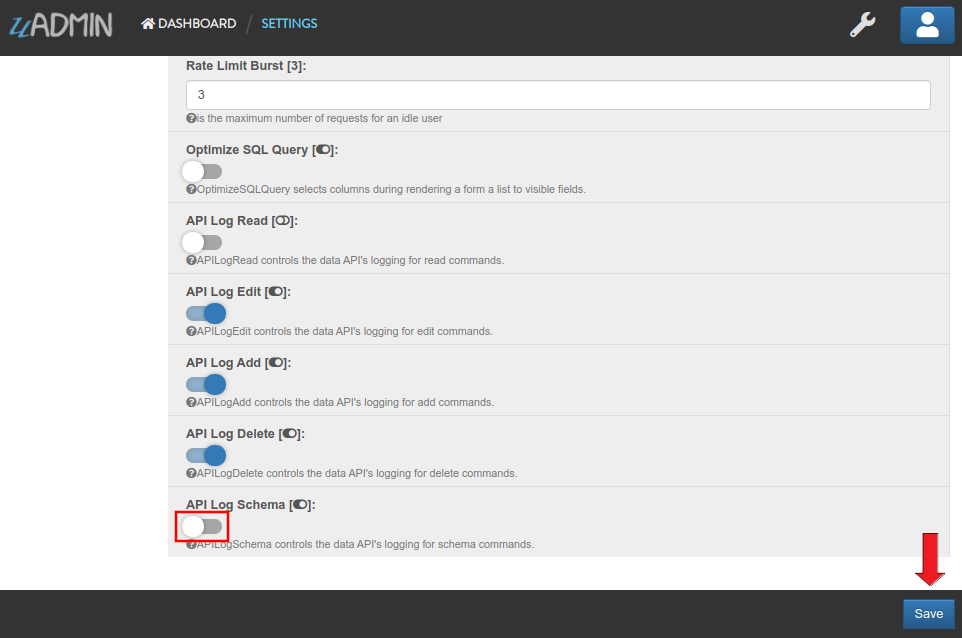 uADMIN DASHBOARD / SETTINGS
Rate Limit Burst [3]:
3
is the maximum number of requests for an idle user
Optimize SQL Query []:
OptimizeSQLQuery selects columns during rendering a form a list to visible fields.
API Log Read []:
APILogRead controls the data API's logging for read commands.
API Log Edit []:
APILogEdit controls the data API's logging for edit commands.
API Log Add []:
APILogAdd controls the data API's logging for add commands.
API Log Delete []:
APILogDelete controls the data API's logging for delete commands.
API Log Schema []:
APILogSchema controls the data API's logging for schema commands.
Save